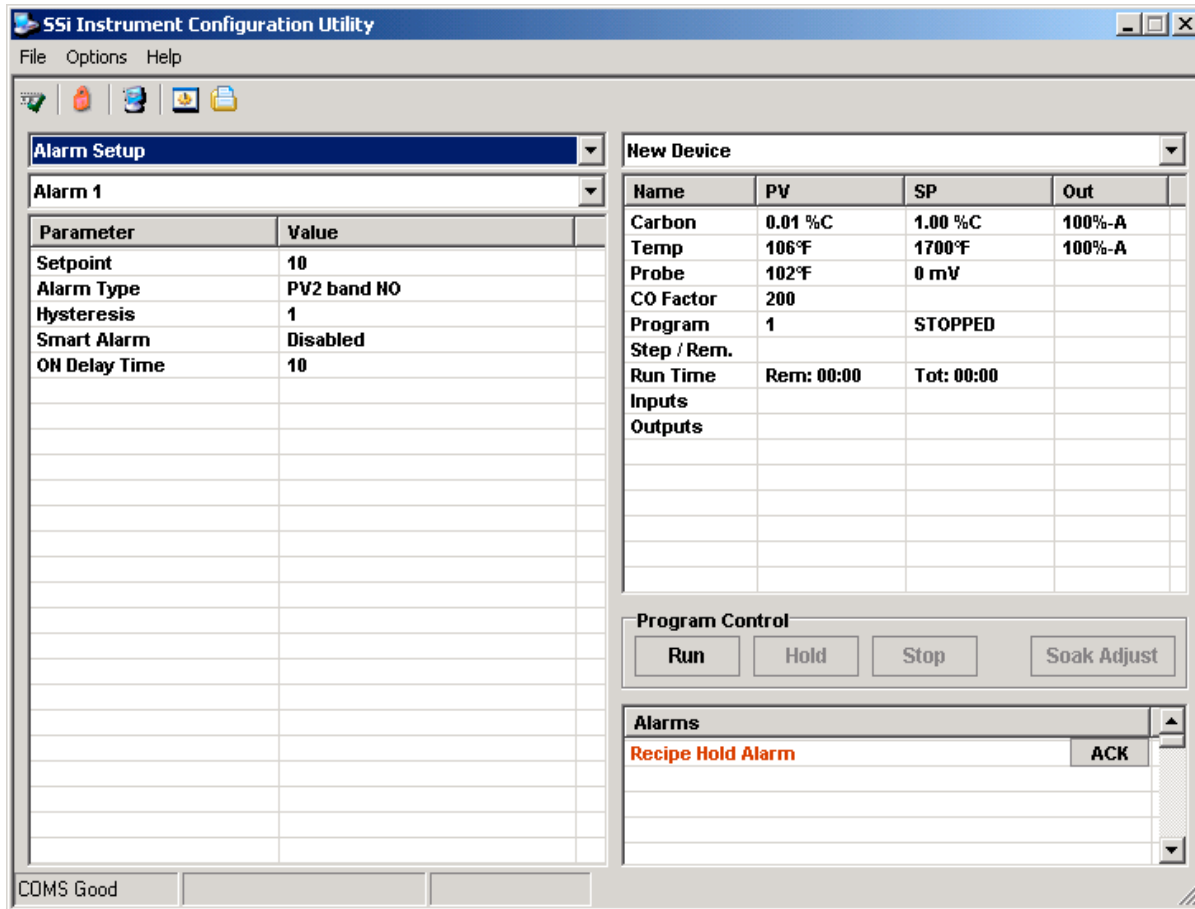 SSi Instrument Configuration Utility
File Options Help
Alarm Setup
Alarm 1
Parameter Value
Setpoint 10
Alarm Type PV2 band NO
Hysteresis 1
Smart Alarm Disabled
ON Delay Time 10
New Device
Name PV SP Out
Carbon 0.01 %C 1.00 %C 100%-A
Temp 106°F 1700°F 100%-A
Probe 102°F 0 mV
CO Factor 200
Program 1 STOPPED
Step / Rem.
Run Time Rem: 00:00 Tot: 00:00
Inputs
Outputs
Program Control
Run Hold Stop Soak Adjust
Alarms
Recipe Hold Alarm ACK
COMS Good